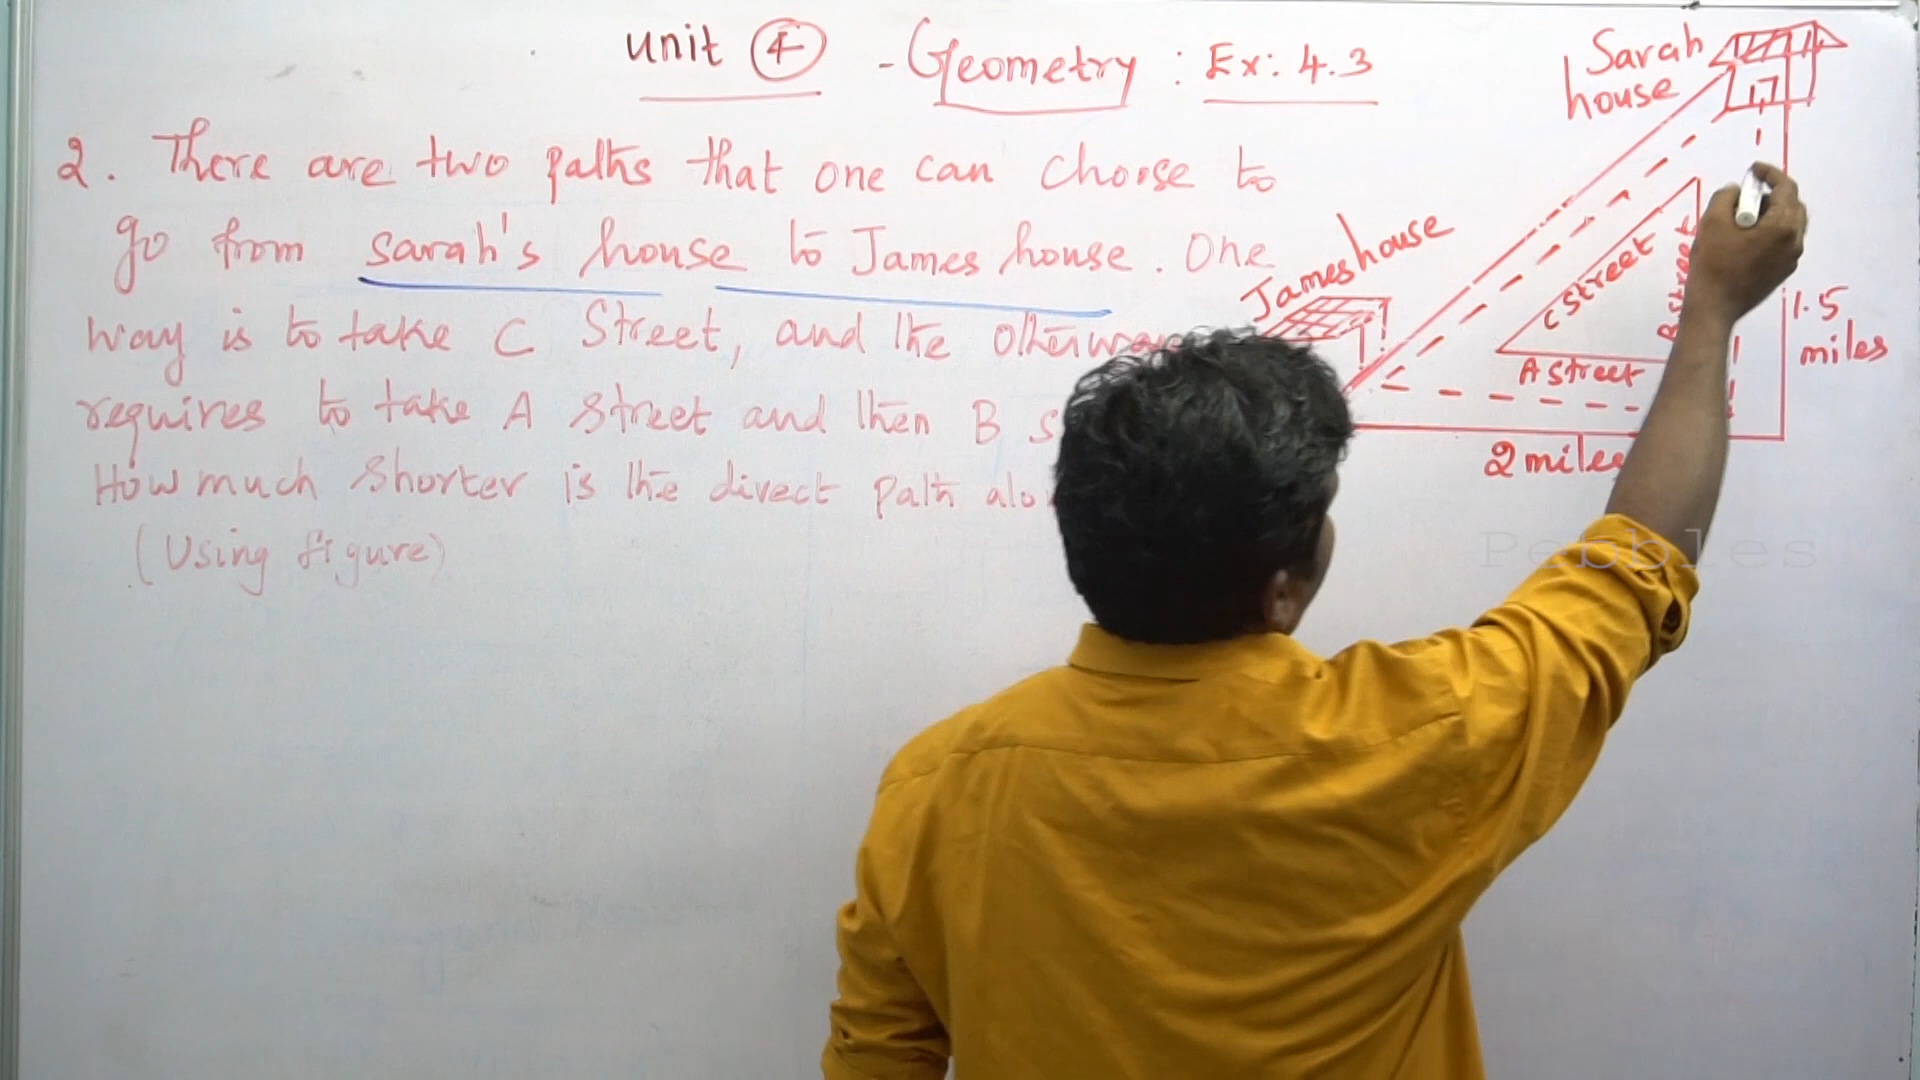 unit 4 - Geometry : Ex: 4.3
2. There are two paths that one can choose to
go from Sarah's house to James house. One
way is to take C Street, and the otherway
requires to take A street and then B s
How much shorter is the direct path alo
(Using figure)
Sarah
house
James house
C Street
B Street
A Street
1.5
miles
2 miles
Pebbles